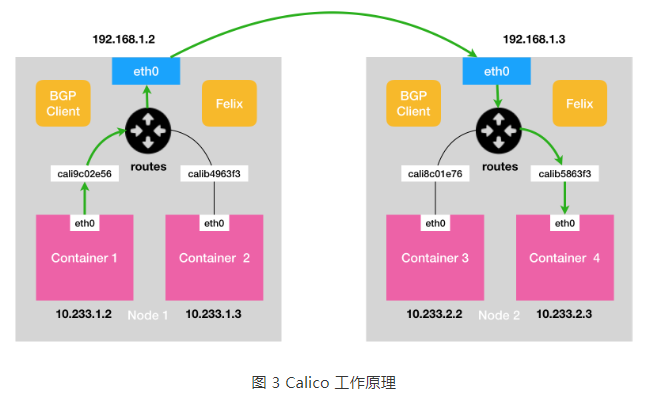 192.168.1.2
192.168.1.3
eth0
eth0
BGP
Client
Felix
BGP
Client
Felix
routes
routes
cali9c02e56
calib4963f3
cali8c01e76
calib5863f3
eth0
eth0
eth0
eth0
Container 1
Container 2
Container 3
Container 4
10.233.1.2
Node 1
10.233.1.3
10.233.2.2
Node 2
10.233.2.3
图 3 Calico 工作原理